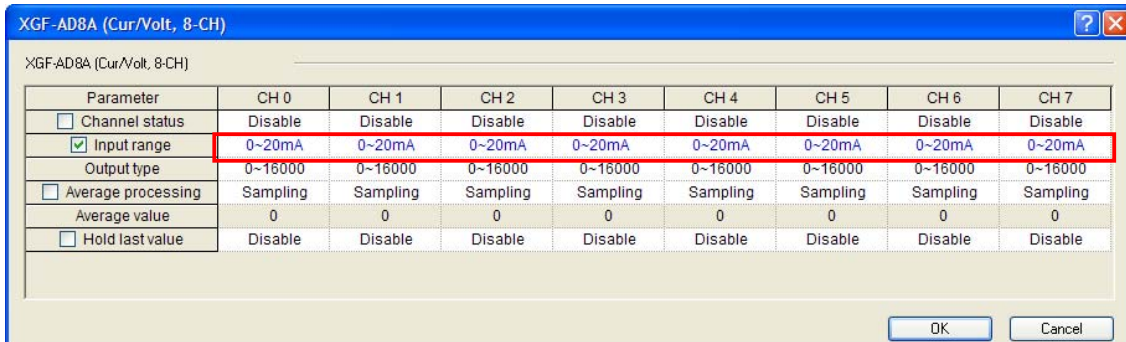 XGF-AD8A (Cur/Volt, 8-CH)
XGF-AD8A (Cur/Volt, 8-CH)
Parameter CH 0 CH 1 CH 2 CH 3 CH 4 CH 5 CH 6 CH 7
Channel status Disable Disable Disable Disable Disable Disable Disable Disable
Input range 0~20mA 0~20mA 0~20mA 0~20mA 0~20mA 0~20mA 0~20mA 0~20mA
Output type 0~16000 0~16000 0~16000 0~16000 0~16000 0~16000 0~16000 0~16000
Average processing Sampling Sampling Sampling Sampling Sampling Sampling Sampling Sampling
Average value 0 0 0 0 0 0 0 0
Hold last value Disable Disable Disable Disable Disable Disable Disable Disable
OK Cancel